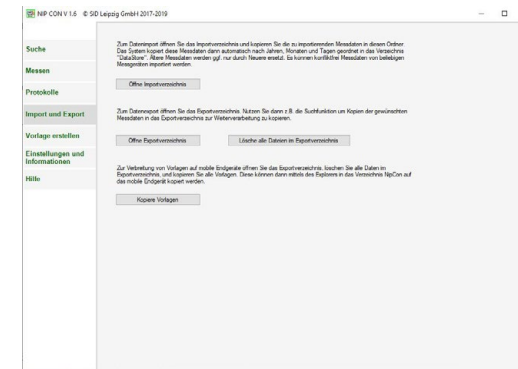 NIP CON V 1.6 © SID Leipzig GmbH 2017-2019
Suche
Messen
Protokolle
Import und Export
Vorlage erstellen
Einstellungen und
Informationen
Hilfe
Zum Datenimport öffnen Sie das Importverzeichnis und kopieren Sie die zu importierenden Messdaten in diesen Ordner
Das System kopiert diese Messdaten dann automatisch nach Jahren, Monaten und Tagen geordnet in das Verzeichnis
"DataStore". Ältere Messdaten werden ggf. nur durch Neuere ersetzt. Es können konfliktfrei Messdaten von beliebigen
Messgeräten importiert werden.
Öffne Importverzeichnis
Zum Datenexport öffnen Sie das Exportverzeichnis. Nutzen Sie dann z.B. die Suchfunktion um Kopien der gewünschten
Messdaten in das Exportverzeichnis zur Weiterverarbeitung zu kopieren.
Öffne Exportverzeichnis
Lösche alle Dateien im Exportverzeichnis
Zur Verbreitung von Vorlagen auf mobile Endgeräte öffnen Sie das Exportverzeichnis, löschen Sie alle Daten im
Exportverzeichnis, und kopieren Sie alle Vorlagen. Diese können dann mittels des Explorers in das Verzeichnis NipCon auf
das mobile Endgerät kopiert werden.
Kopiere Vorlagen